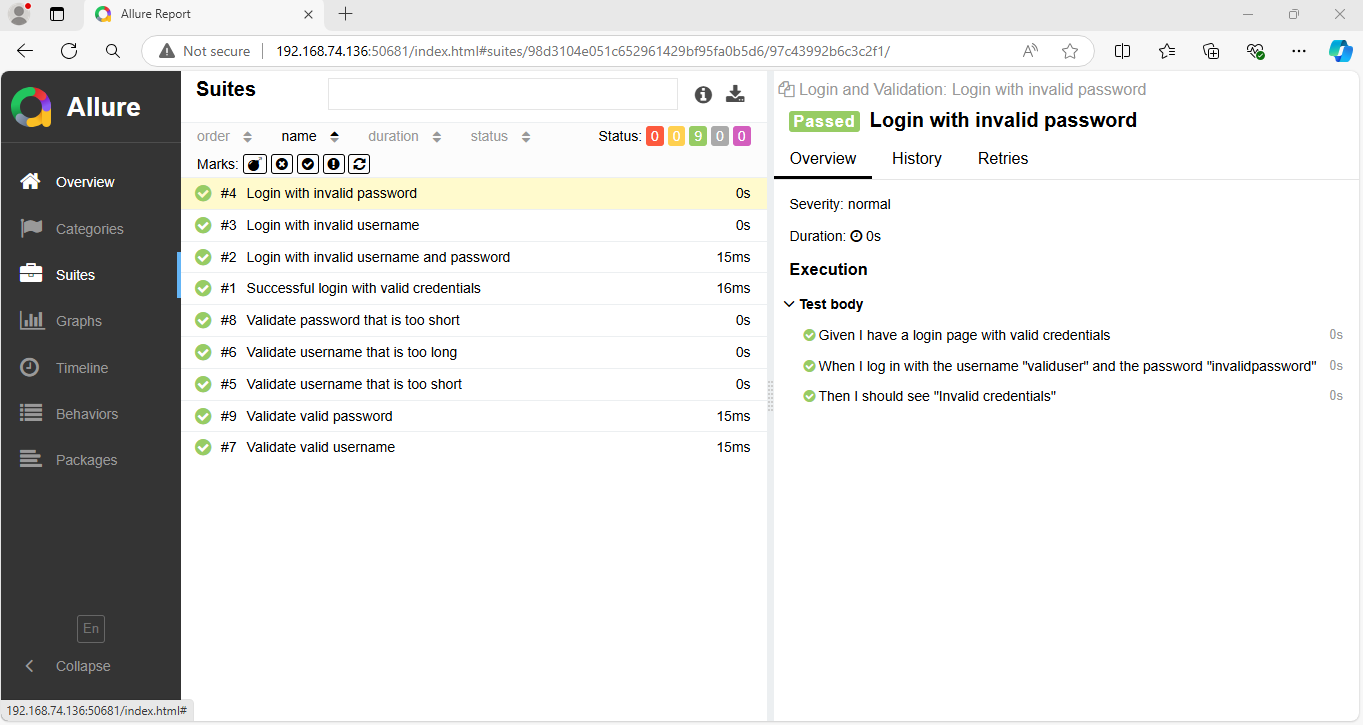 Allure Report
Not secure
192.168.74.136:50681/index.html#suites/98d3104e051c652961429bf95fa0b5d6/97c43992b6c3c2f1/
Allure
Overview
Categories
Suites
Graphs
Timeline
Behaviors
Packages
En
Collapse
192.168.74.136:50681/index.html#
Suites
order name duration status Status: 0 0 9 0 0
Marks:
#4 Login with invalid password 0s
#3 Login with invalid username 0s
#2 Login with invalid username and password 15ms
#1 Successful login with valid credentials 16ms
#8 Validate password that is too short 0s
#6 Validate username that is too long 0s
#5 Validate username that is too short 0s
#9 Validate valid password 15ms
#7 Validate valid username 15ms
Login and Validation: Login with invalid password
Passed Login with invalid password
Overview History Retries
Severity: normal
Duration: 0s
Execution
Test body
Given I have a login page with valid credentials 0s
When I log in with the username "validuser" and the password "invalidpassword" 0s
Then I should see "Invalid credentials" 0s